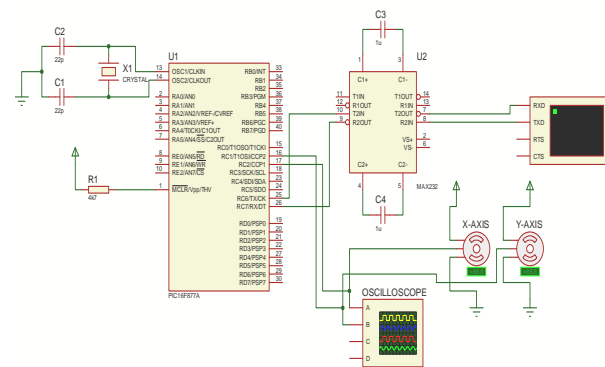 C3
1u
C2
22p
X1
CRYSTAL
C1
22p
U1
13
14
OSC1/CLKIN
OSC2/CLKOUT
2
3
4
5
6
7
RA0/AN0
RA1/AN1
RA2/AN2/VREF-/CVREF
RA3/AN3/VREF+
RA4/T0CKI/C1OUT
RA5/AN4/SS/C2OUT
8
9
10
RE0/AN5/RD
RE1/AN6/WR
RE2/AN7/CS
1
MCLR/Vpp/THV
R1
4k7
RB0/INT
RB1
RB2
RB3/PGM
RB4
RB5
RB6/PGC
RB7/PGD
33
34
35
36
37
38
39
40
RC0/T1OSO/T1CKI
RC1/T1OSI/CCP2
RC2/CCP1
RC3/SCK/SCL
RC4/SDI/SDA
RC5/SDO
RC6/TX/CK
RC7/RX/DT
15
16
17
18
23
24
25
26
RD0/PSP0
RD1/PSP1
RD2/PSP2
RD3/PSP3
RD4/PSP4
RD5/PSP5
RD6/PSP6
RD7/PSP7
19
20
21
22
27
28
29
30
PIC16F877A
U2
1
3
C1+
C1-
11
12
10
9
T1IN
R1OUT
T2IN
R2OUT
T1OUT
R1IN
T2OUT
R2IN
14
13
7
8
VS+
VS-
2
6
C2+
C2-
4
5
MAX232
C4
1u
RXD
TXD
RTS
CTS
X-AXIS
Y-AXIS
OSCILLOSCOPE
A
B
C
D